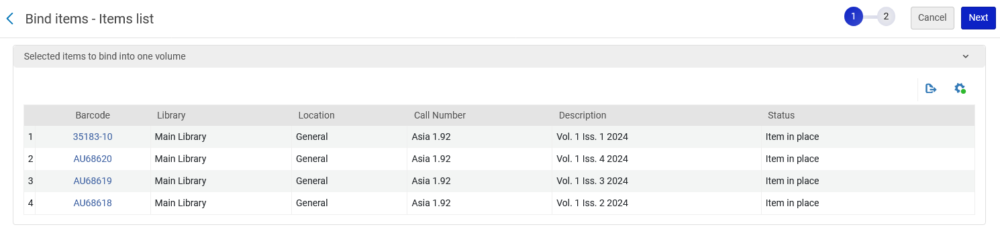 Bind items - Items list 1 2 Cancel Next
Selected items to bind into one volume
Barcode Library Location Call Number Description Status
1 35183-10 Main Library General Asia 1.92 Vol. 1 Iss. 1 2024 Item in place
2 AU68620 Main Library General Asia 1.92 Vol. 1 Iss. 4 2024 Item in place
3 AU68619 Main Library General Asia 1.92 Vol. 1 Iss. 3 2024 Item in place
4 AU68618 Main Library General Asia 1.92 Vol. 1 Iss. 2 2024 Item in place